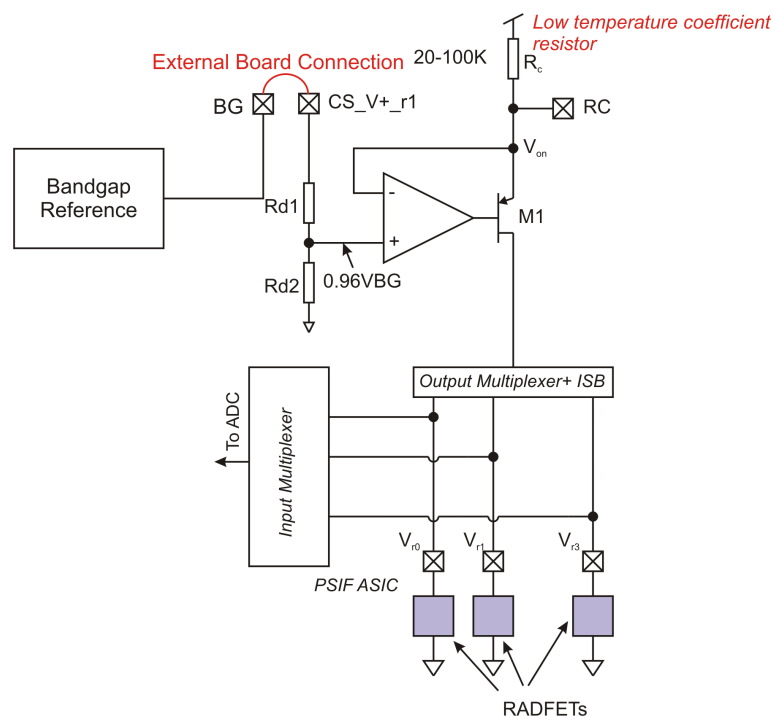 Low temperature coefficient
resistor
20-100K
Rc
External Board Connection
BG
CS_V+_r1
RC
Von
Bandgap
Reference
-
M1
Rd1
+
Rd2
0.96VBG
Output Multiplexer+ ISB
To ADC
Input Multiplexer
Vr0
Vr1
Vr3
PSIF ASIC
RADFETs